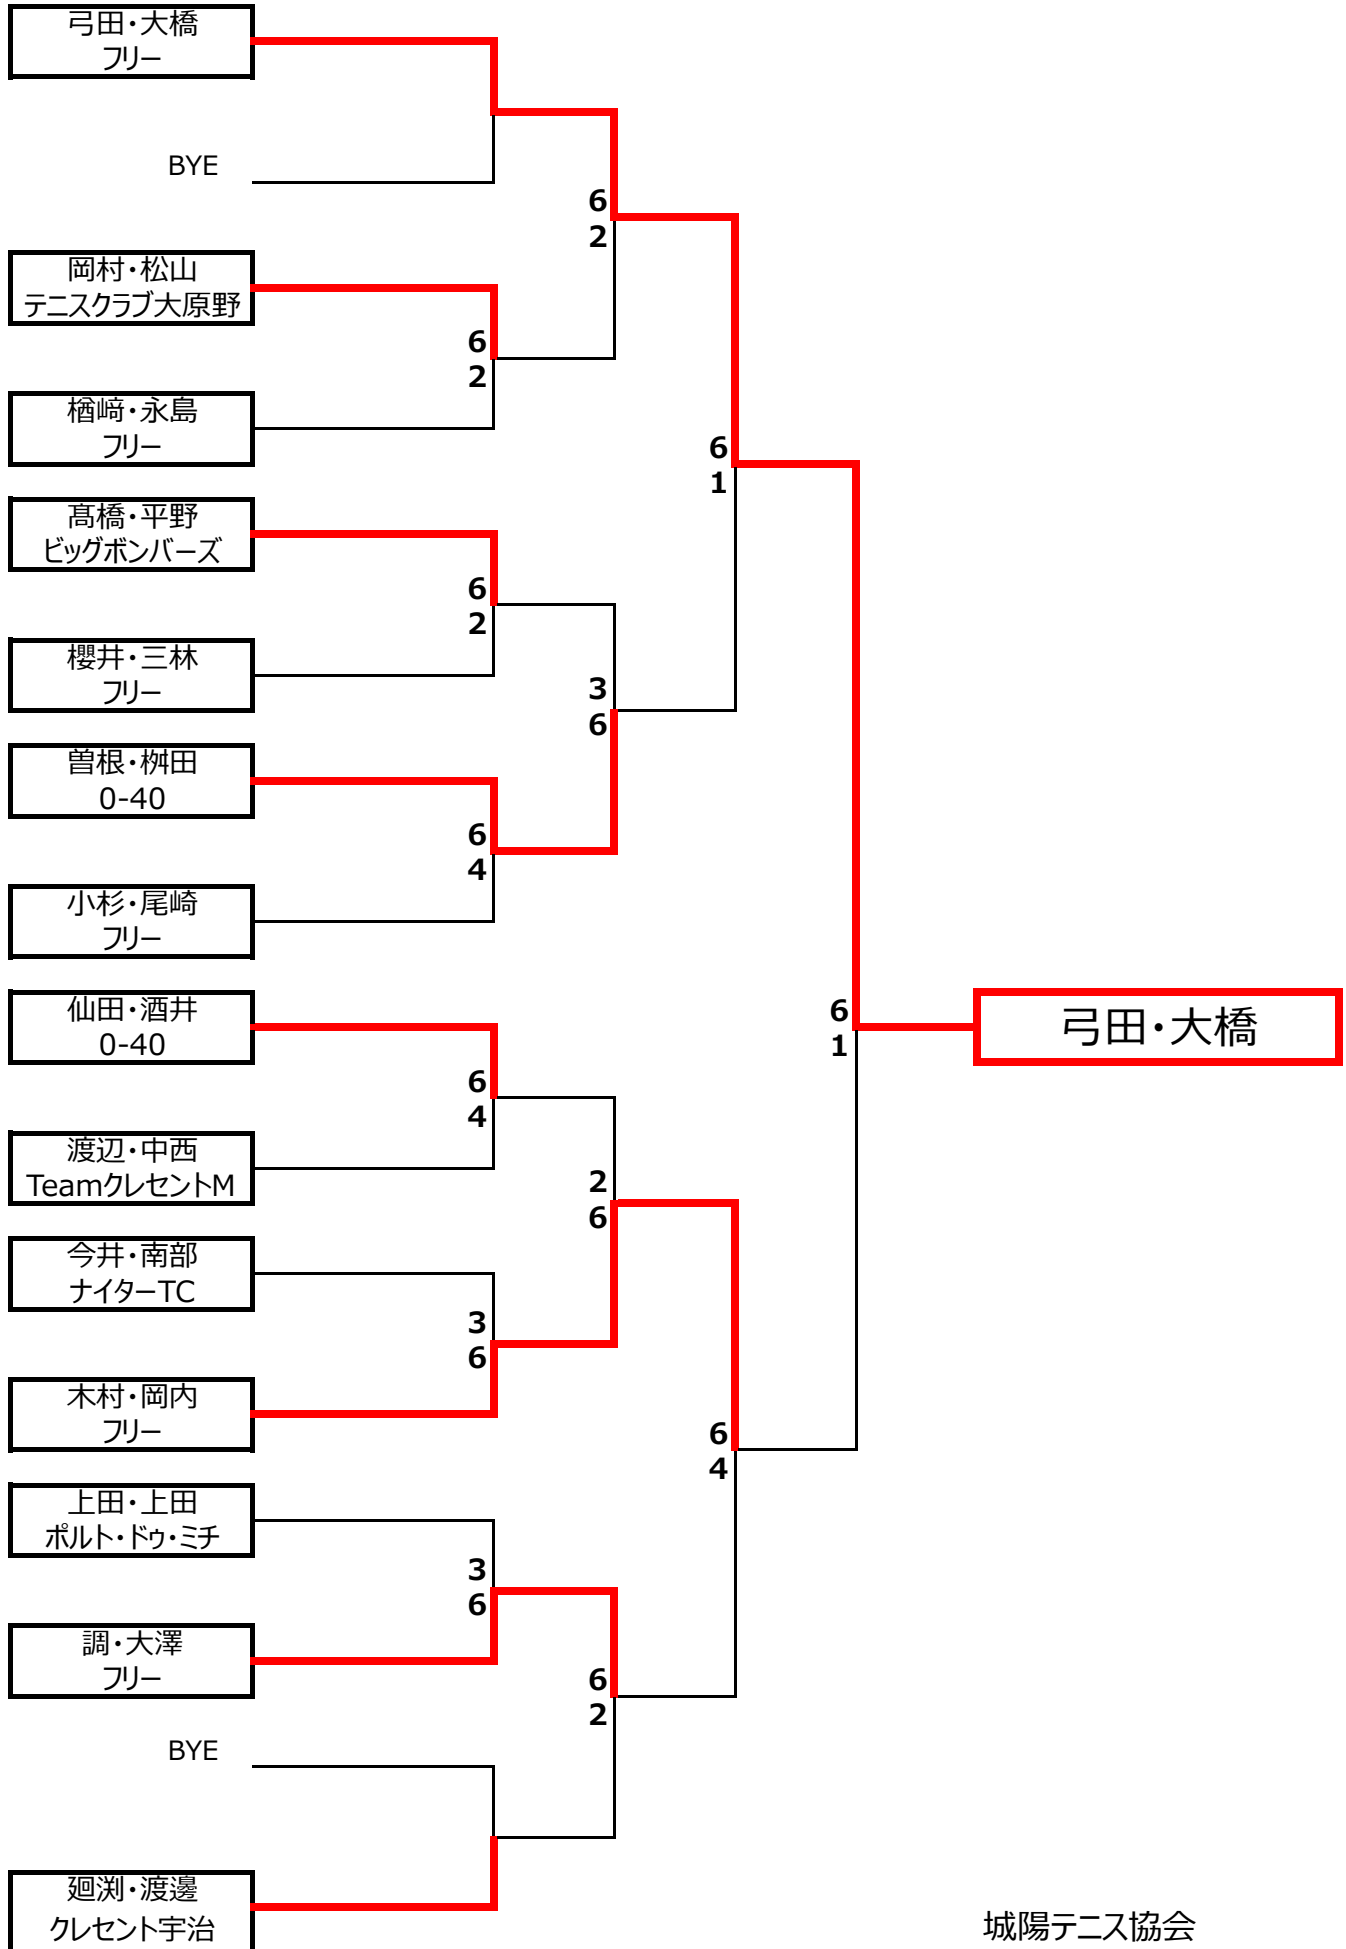 弓田・大橋
フリー
BYE
6
2
岡村・松山
テニスクラブ大原野
6
2
楢﨑・永島
フリー
6
1
髙橋・平野
ビッグボンバーズ
6
2
櫻井・三林
フリー
3
6
曽根・桝田
0-40
6
4
小杉・尾崎
フリー
仙田・酒井
0-40
6
1
弓田・大橋
6
4
渡辺・中西
TeamクレセントM
2
6
今井・南部
ナイターTC
3
6
木村・岡内
フリー
6
4
上田・上田
ポルト・ドゥ・ミチ
3
6
調・大澤
フリー
6
2
BYE
廻渕・渡邊
クレセント宇治
城陽テニス協会